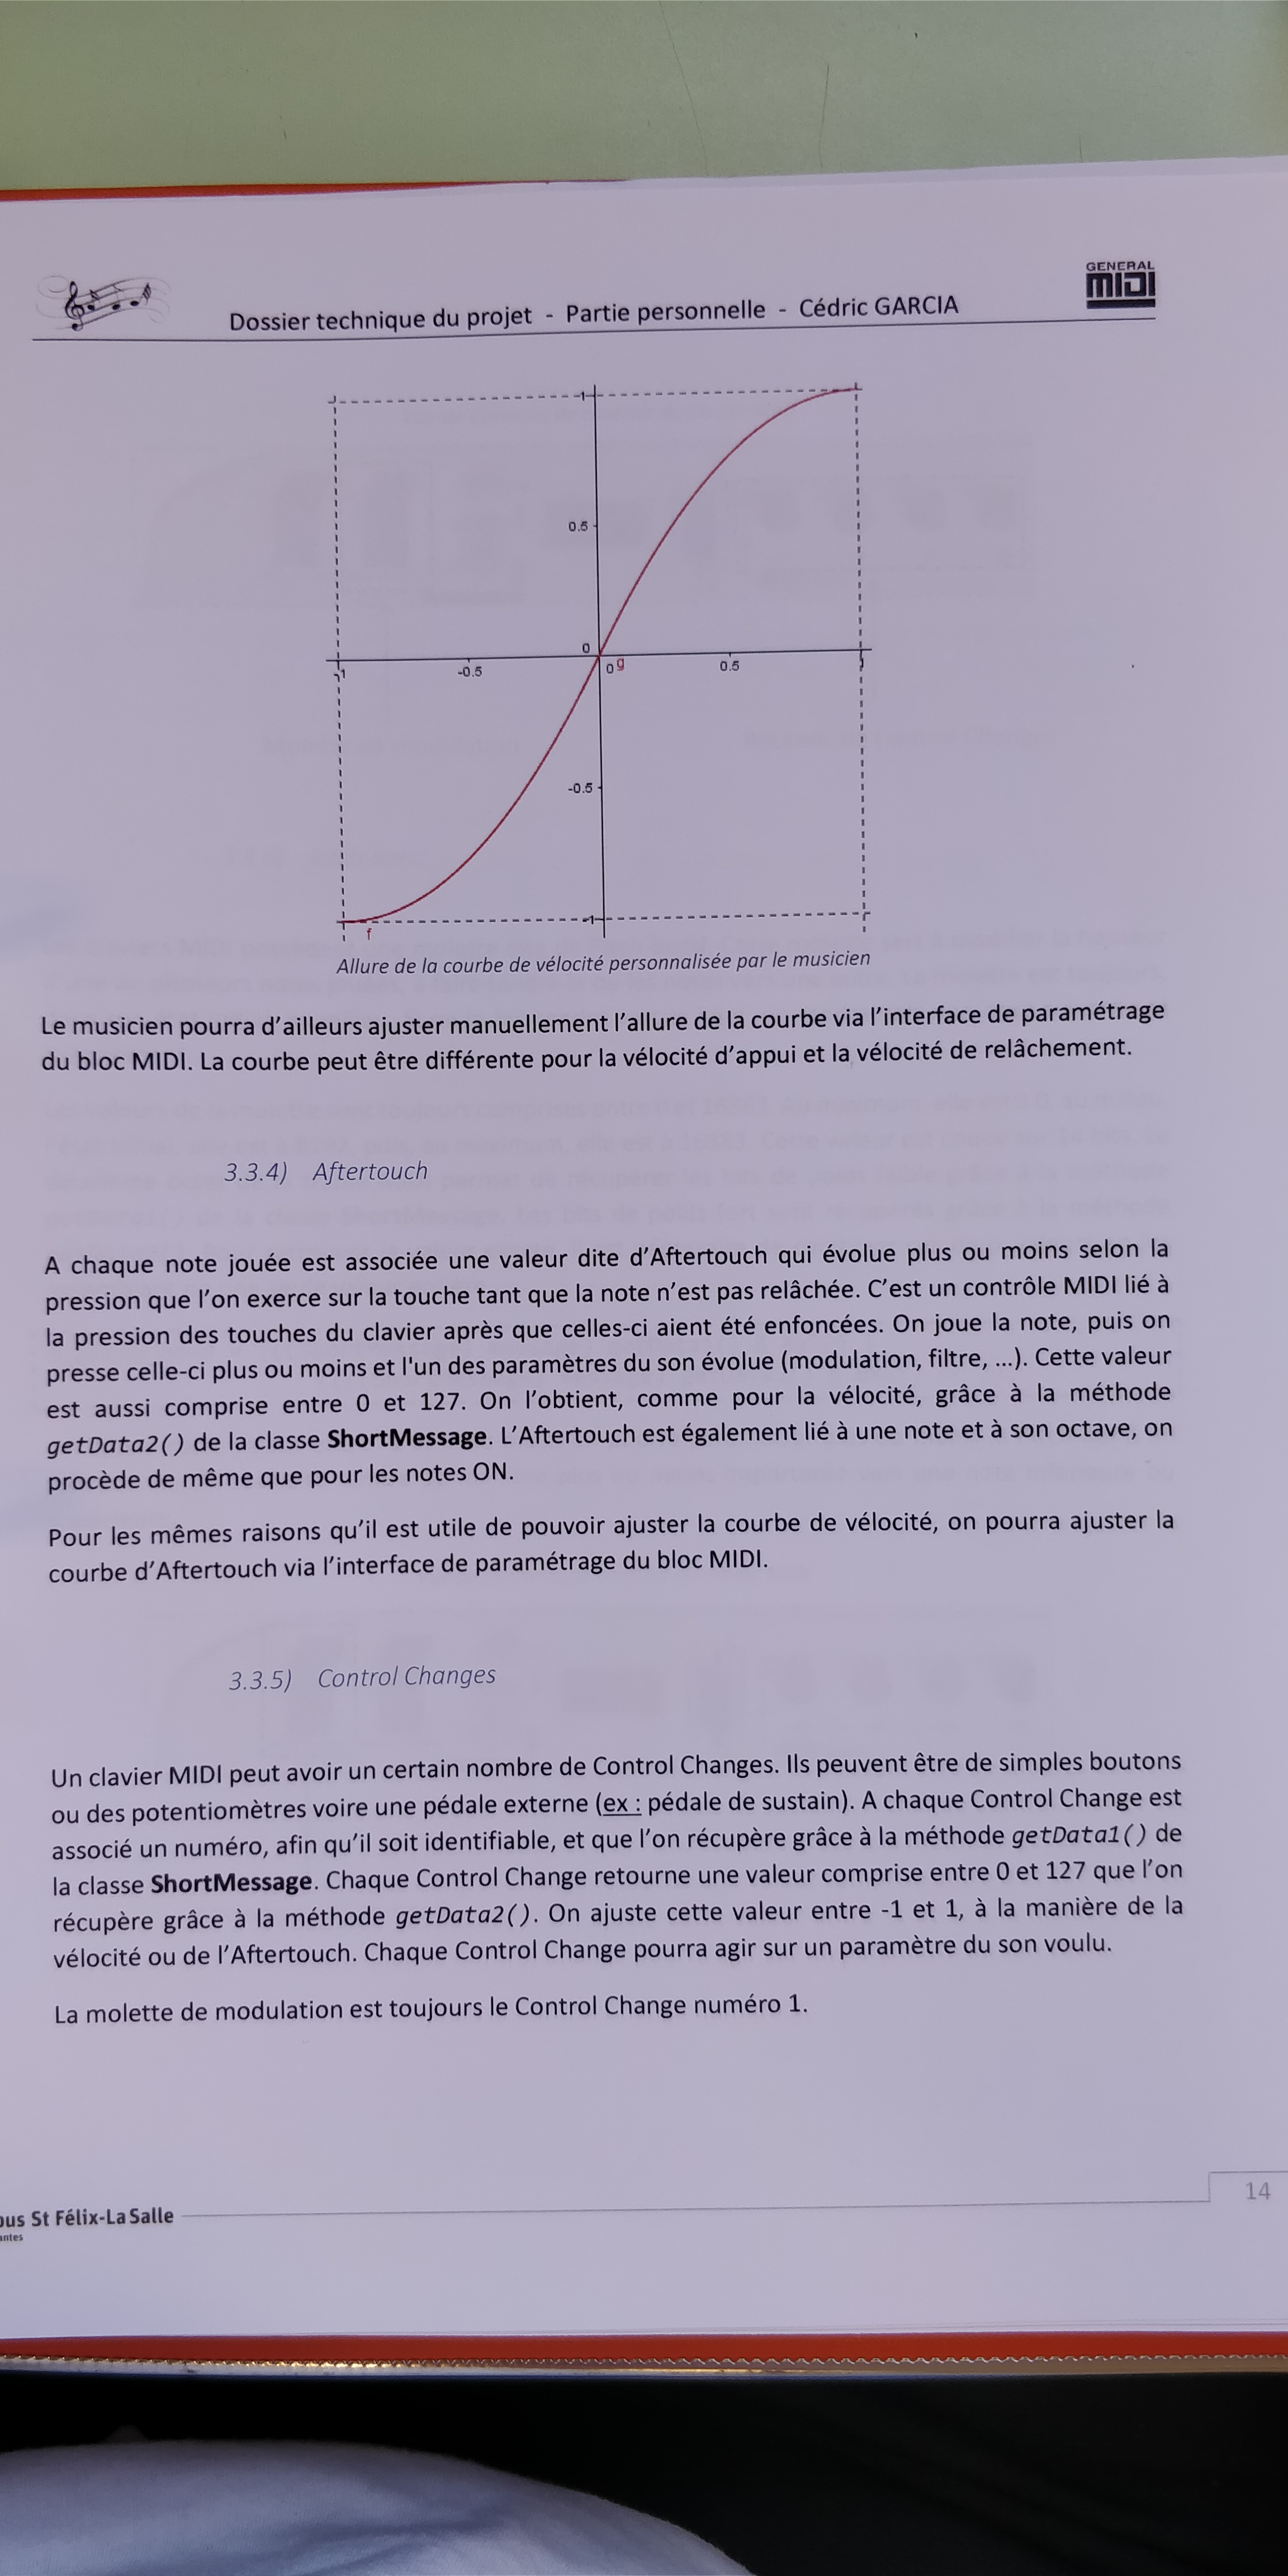 GENERAL
MIDI
Dossier technique du projet - Partie personnelle - Cédric GARCIA
1
0.5
0
-1
-0.5
0
g
0.5
1
-0.5
-1
f
Allure de la courbe de vélocité personnalisée par le musicien
Le musicien pourra d'ailleurs ajuster manuellement l'allure de la courbe via l'interface de paramétrage
du bloc MIDI. La courbe peut être différente pour la vélocité d'appui et la vélocité de relâchement.
3.3.4) Aftertouch
A chaque note jouée est associée une valeur dite d'Aftertouch qui évolue plus ou moins selon la
pression que l'on exerce sur la touche tant que la note n'est pas relâchée. C'est un contrôle MIDI lié à
la pression des touches du clavier après que celles-ci aient été enfoncées. On joue la note, puis on
presse celle-ci plus ou moins et l'un des paramètres du son évolue (modulation, filtre, ...). Cette valeur
est aussi comprise entre 0 et 127. On l'obtient, comme pour la vélocité, grâce à la méthode
getData2() de la classe ShortMessage. L'Aftertouch est également lié à une note et à son octave, on
procède de même que pour les notes ON.
Pour les mêmes raisons qu'il est utile de pouvoir ajuster la courbe de vélocité, on pourra ajuster la
courbe d'Aftertouch via l'interface de paramétrage du bloc MIDI.
3.3.5) Control Changes
Un clavier MIDI peut avoir un certain nombre de Control Changes. Ils peuvent être de simples boutons
ou des potentiomètres voire une pédale externe (ex : pédale de sustain). A chaque Control Change est
associé un numéro, afin qu'il soit identifiable, et que l'on récupère grâce à la méthode getData1() de
la classe ShortMessage. Chaque Control Change retourne une valeur comprise entre 0 et 127 que l'on
récupère grâce à la méthode getData2(). On ajuste cette valeur entre -1 et 1, à la manière de la
vélocité ou de l'Aftertouch. Chaque Control Change pourra agir sur un paramètre du son voulu.
La molette de modulation est toujours le Control Change numéro 1.
14
St Félix-La Salle